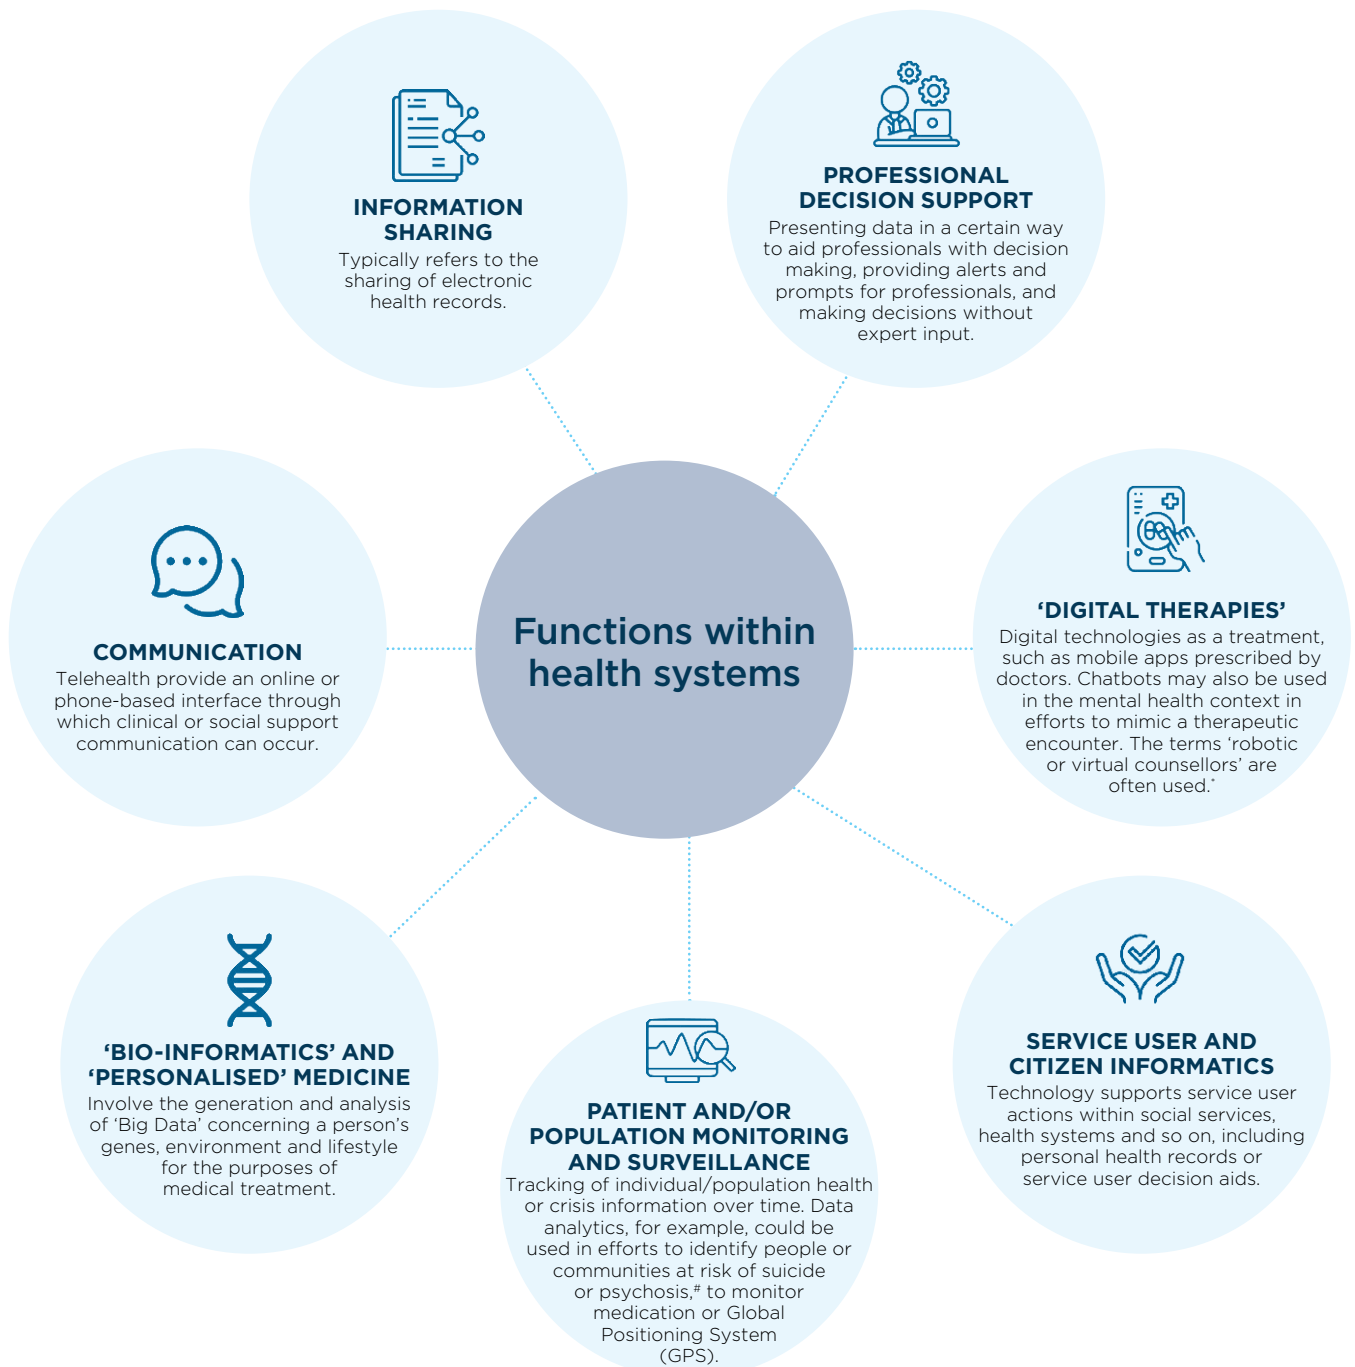 INFORMATION
SHARING
Typically refers to the
sharing of electronic
health records.
PROFESSIONAL
DECISION SUPPORT
Presenting data in a certain way
to aid professionals with decision
making, providing alerts and
prompts for professionals, and
making decisions without
expert input.
COMMUNICATION
Telehealth provide an online or
phone-based interface through
which clinical or social support
communication can occur.
Functions within
health systems
‘DIGITAL THERAPIES’
Digital technologies as a treatment,
such as mobile apps prescribed by
doctors. Chatbots may also be used
in the mental health context in
efforts to mimic a therapeutic
encounter. The terms ‘robotic
or virtual counsellors’ are
often used.*
‘BIO-INFORMATICS’ AND
‘PERSONALISED’ MEDICINE
Involve the generation and analysis
of ‘Big Data’ concerning a person’s
genes, environment and lifestyle
for the purposes of
medical treatment.
PATIENT AND/OR
POPULATION MONITORING
AND SURVEILLANCE
Tracking of individual/population health
or crisis information over time. Data
analytics, for example, could be
used in efforts to identify people or
communities at risk of suicide
or psychosis,# to monitor
medication or Global
Positioning System
(GPS).
SERVICE USER AND
CITIZEN INFORMATICS
Technology supports service user
actions within social services,
health systems and so on, including
personal health records or
service user decision aids.